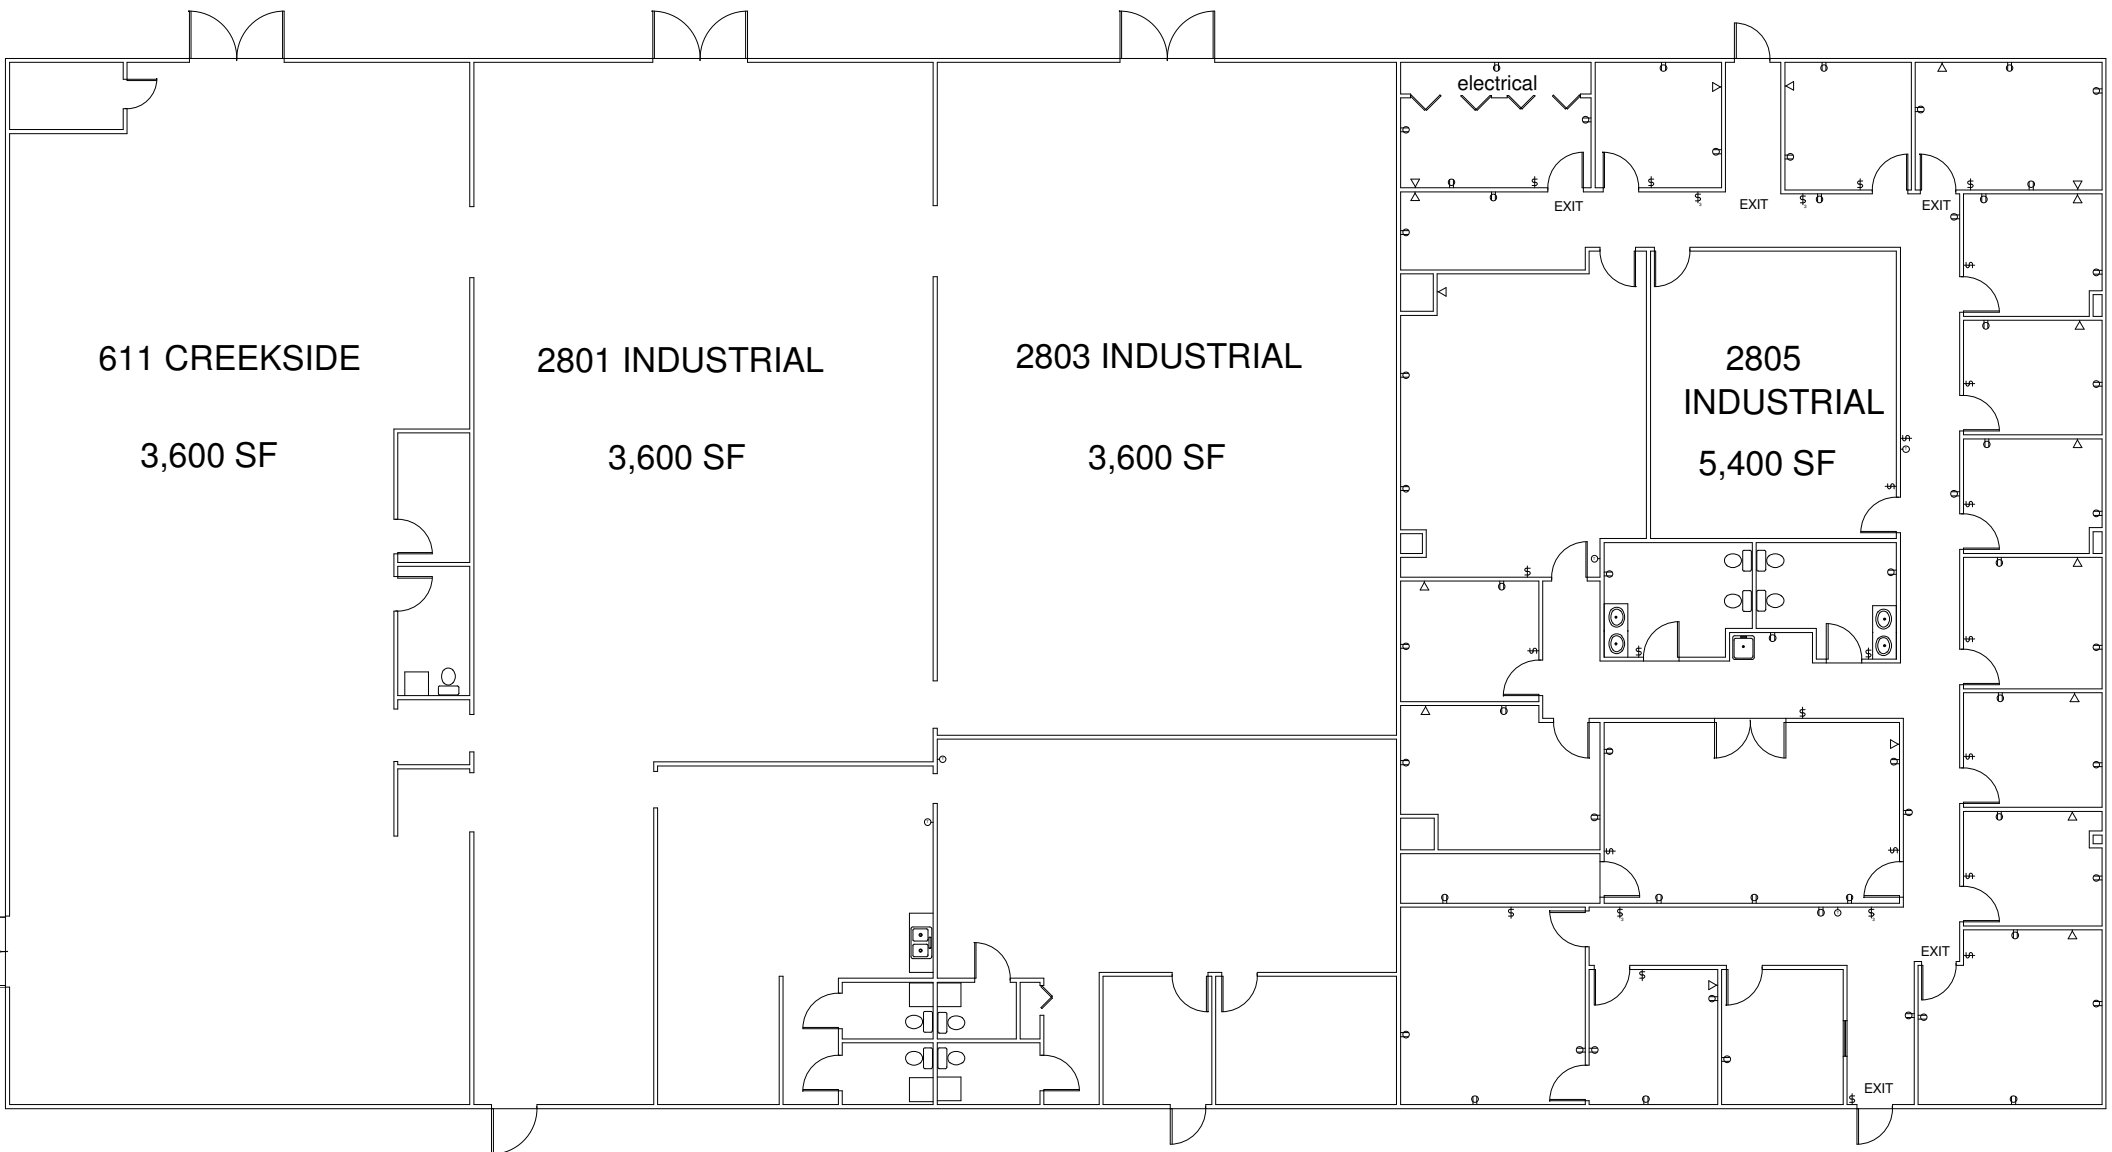 electrical
EXIT
EXIT
EXIT
611 CREEKSIDE
3,600 SF
2801 INDUSTRIAL
3,600 SF
2803 INDUSTRIAL
3,600 SF
2805
INDUSTRIAL
5,400 SF
EXIT
EXIT